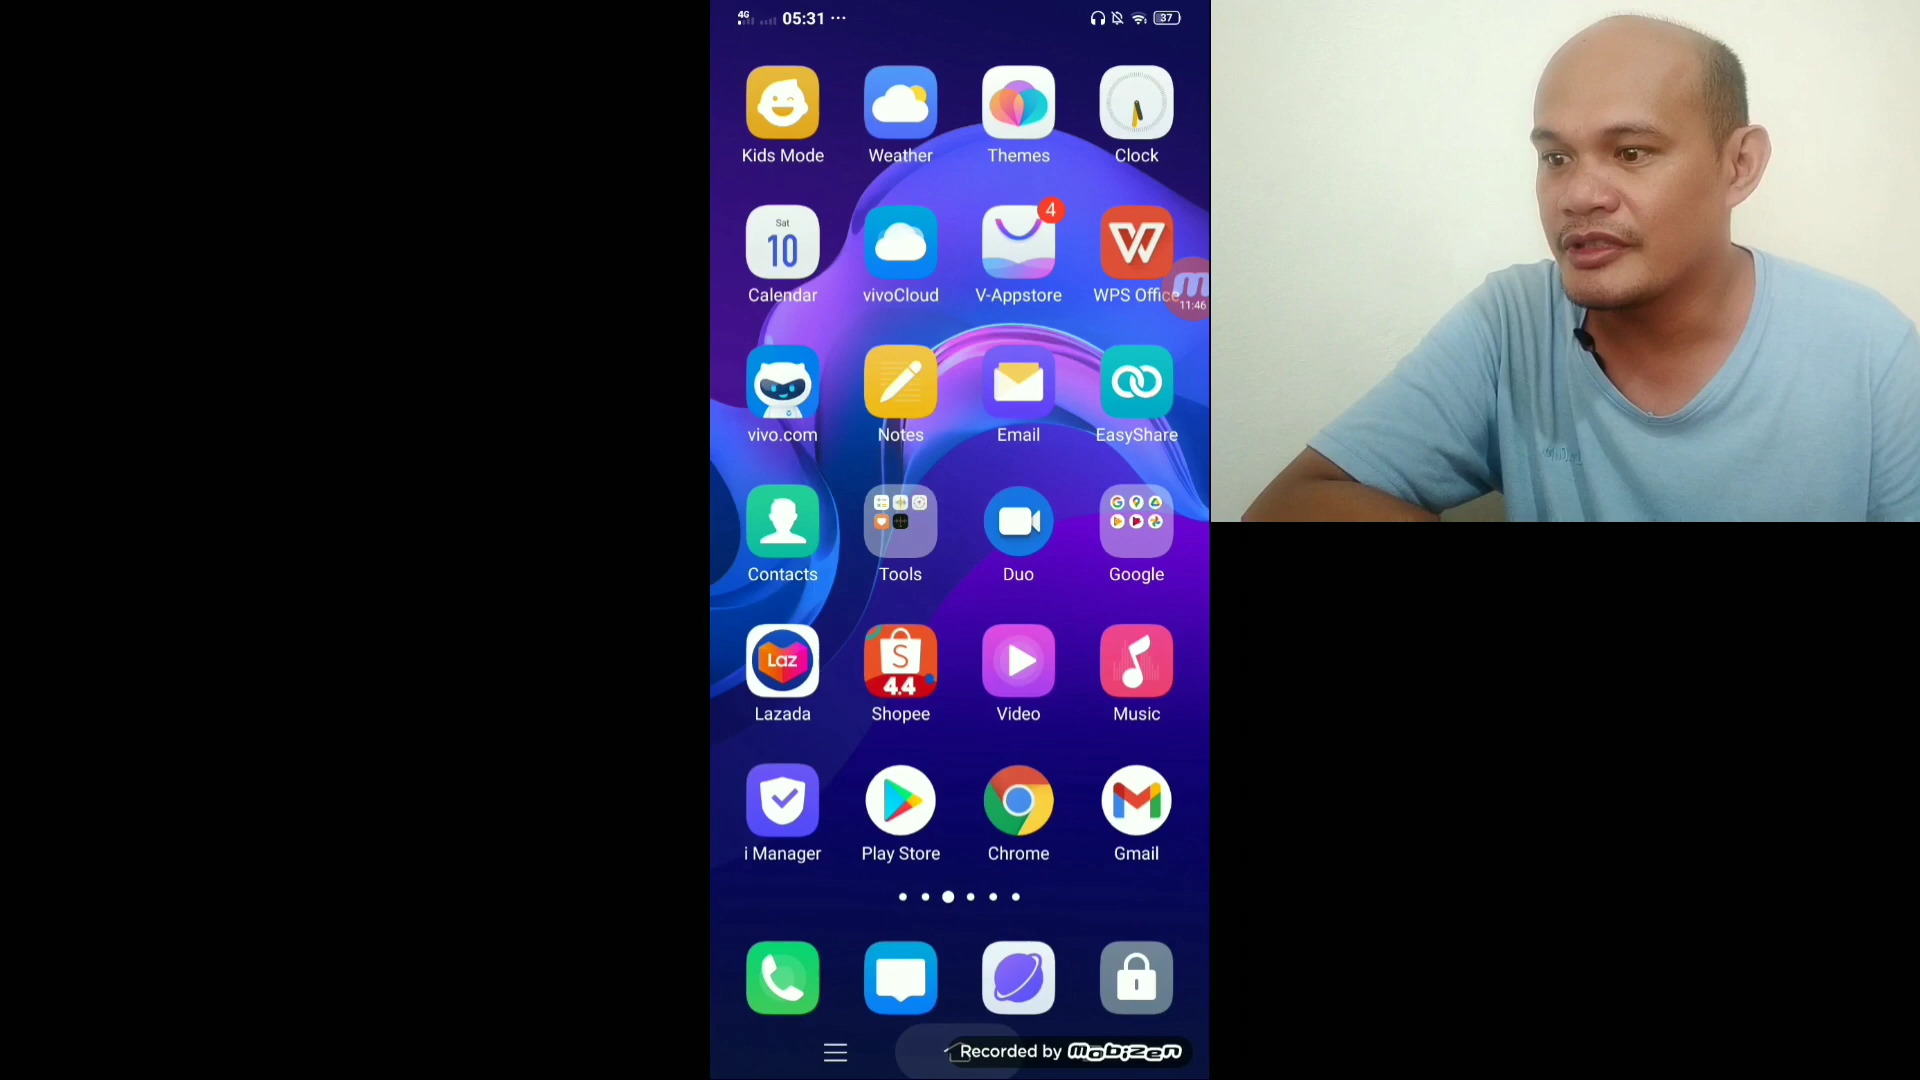 4G 05:31 ··· 37
Kids Mode Weather Themes Clock
Sat
10
4
W
Calendar vivoCloud V-Appstore WPS Office
11:46
vivo.com Notes Email EasyShare
Contacts Tools Duo Google
Laz
S
4.4
Lazada Shopee Video Music
i Manager Play Store Chrome Gmail
Recorded by mobizen